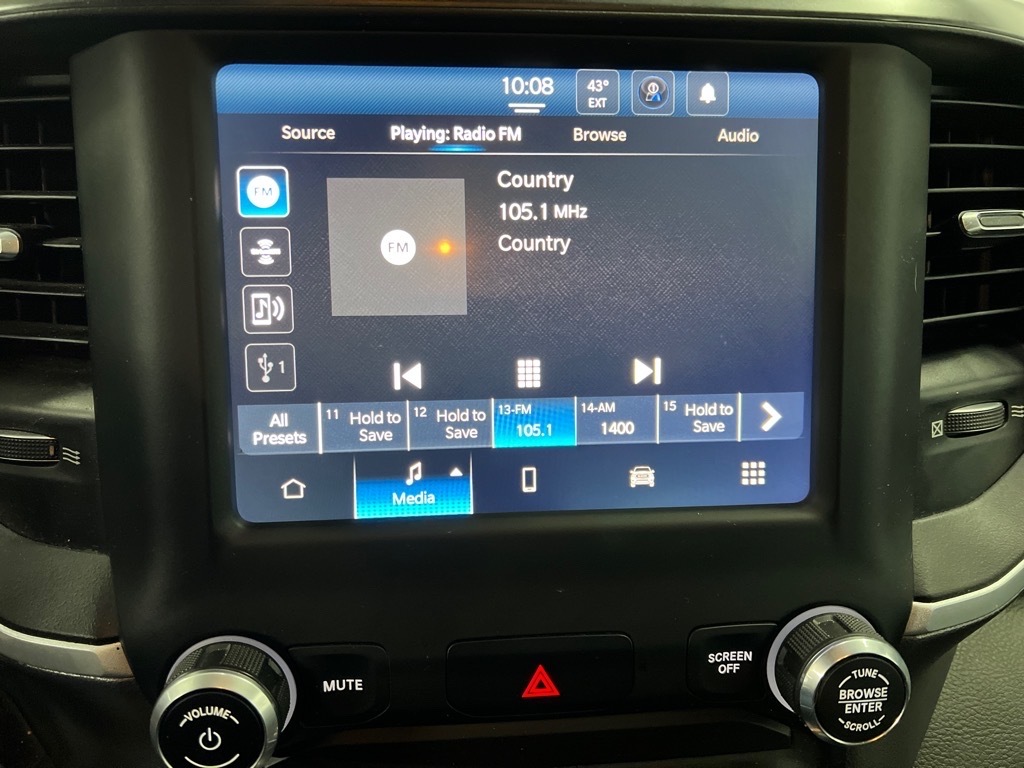 10:08
43°
EXT
Source
Playing: Radio FM
Browse
Audio
FM
FM
Country
105.1 MHz
Country
1
All
Presets
11 Hold to
Save
12 Hold to
Save
13-FM
105.1
14-AM
1400
15 Hold to
Save
Media
VOLUME
MUTE
SCREEN
OFF
TUNE
BROWSE
ENTER
SCROLL